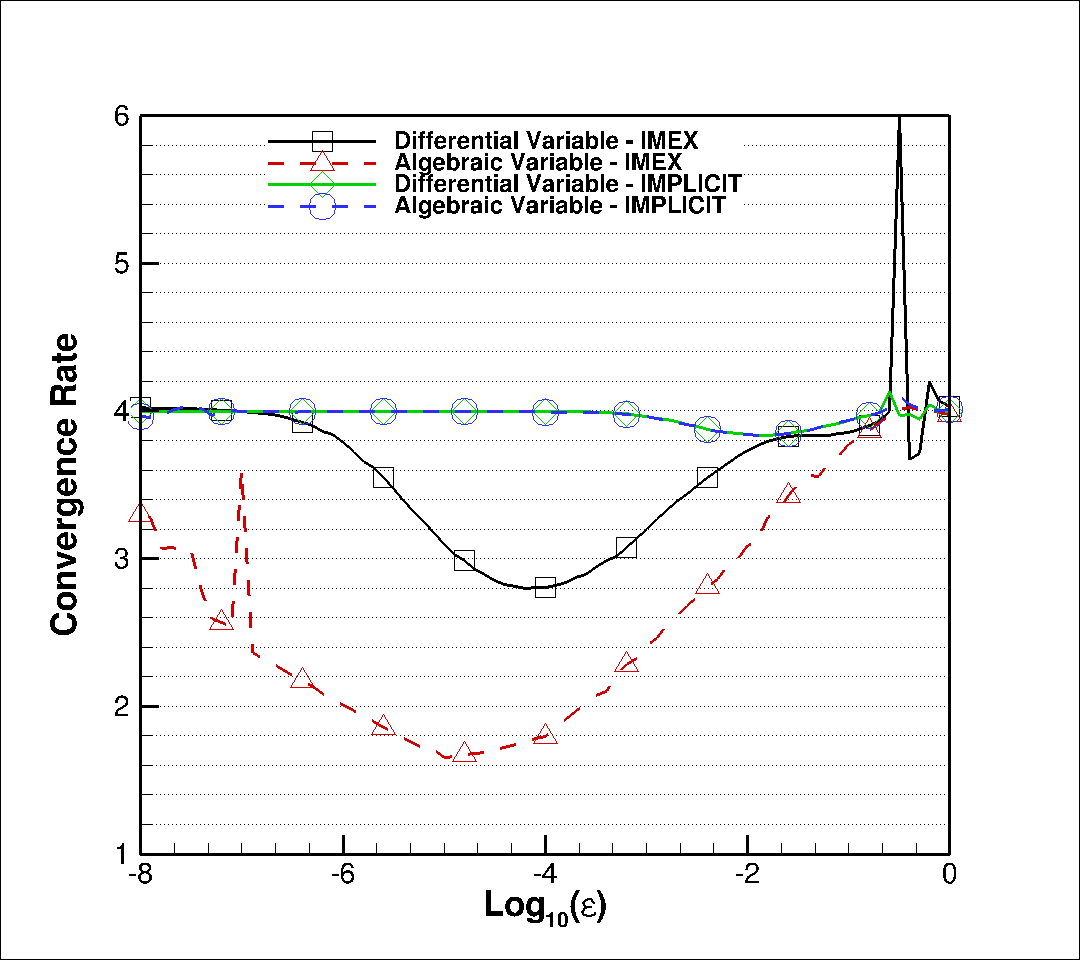 6
Differential Variable - IMEX
Algebraic Variable - IMEX
Differential Variable - IMPLICIT
Algebraic Variable - IMPLICIT
5
Convergence Rate
4
3
2
1
-8 -6 -4 -2 0
Log10(ε)